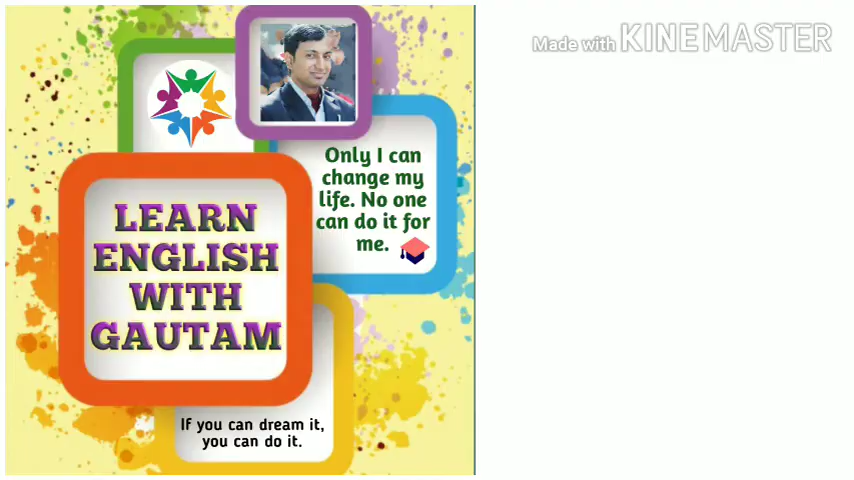 Made with KINEMASTER
Only I can
change my
life. No one
can do it for
me.
LEARN
ENGLISH
WITH
GAUTAM
If you can dream it,
you can do it.